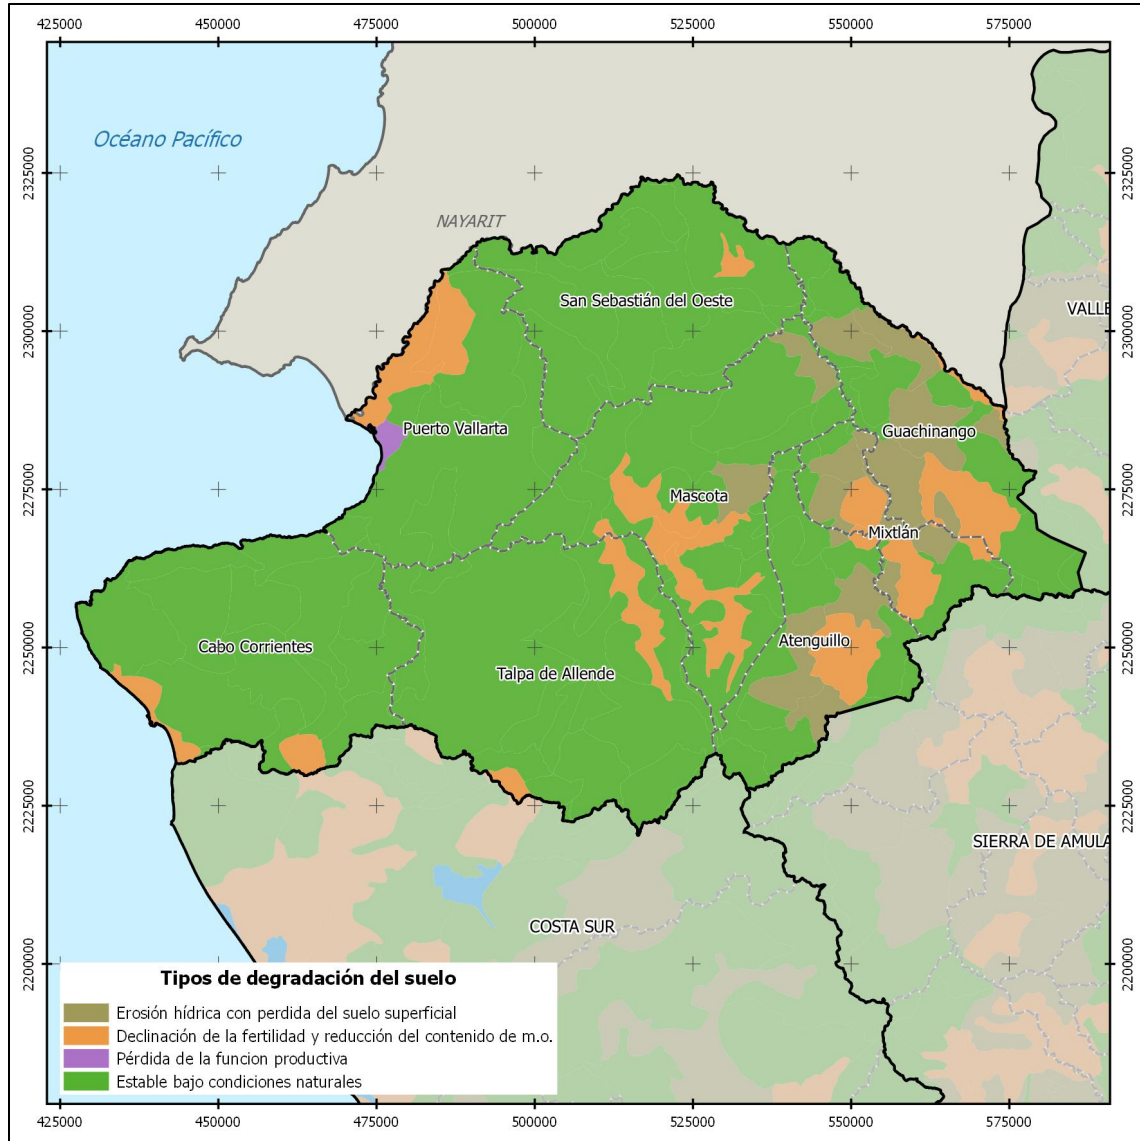 425000 450000 475000 500000 525000 550000 575000
2325000
2325000
Océano Pacífico
NAYARIT
San Sebastián del Oeste
2300000
VALLE
2300000
Puerto Vallarta
Guachinango
2275000
Mascota
2275000
Mixtlán
Cabo Corrientes
Atenguillo
2250000
2250000
Talpa de Allende
2225000
2225000
SIERRA DE AMULA
COSTA SUR
2200000
2200000
Tipos de degradación del suelo
Erosión hídrica con perdida del suelo superficial
Declinación de la fertilidad y reducción del contenido de m.o.
Pérdida de la funcion productiva
Estable bajo condiciones naturales
425000 450000 475000 500000 525000 550000 575000